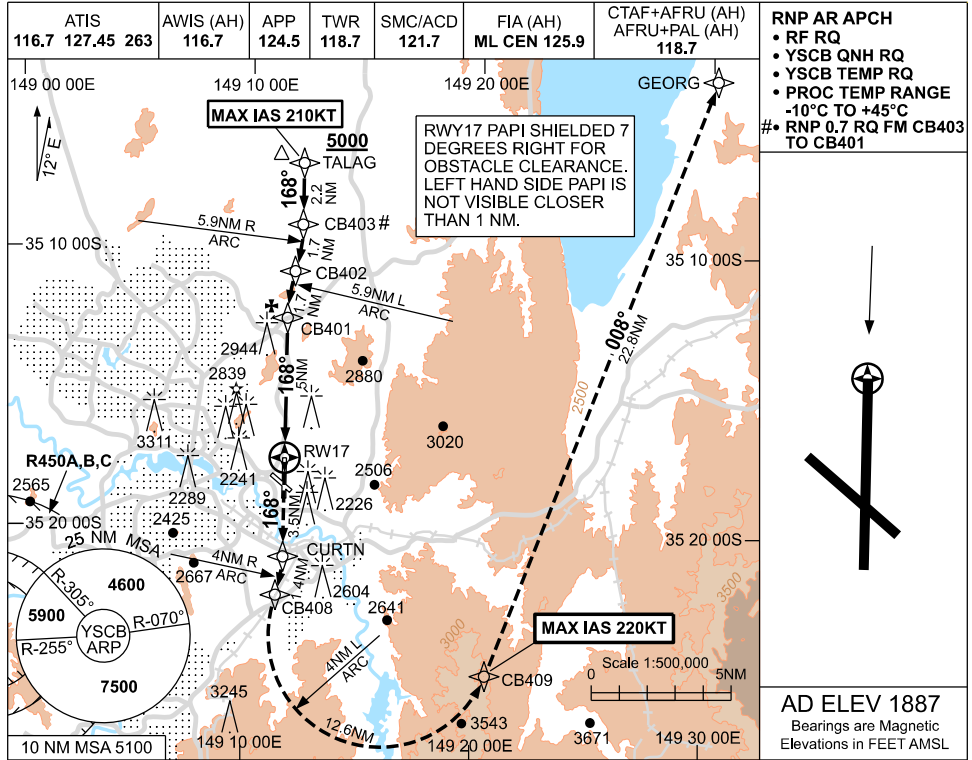 ATIS
116.7 127.45 263
AWIS (AH)
116.7
APP
124.5
TWR
118.7
SMC/ACD
121.7
FIA (AH)
ML CEN 125.9
CTAF+AFRU (AH)
AFRU+PAL (AH)
118.7
RNP AR APCH
• RF RQ
• YSCB QNH RQ
• YSCB TEMP RQ
• PROC TEMP RANGE
-10°C TO +45°C
#• RNP 0.7 RQ FM CB403
TO CB401
149 00 00E
149 10 00E
149 20 00E
GEORG
12° E
MAX IAS 210KT
5000
TALAG
168°
2.2
NM
RWY17 PAPI SHIELDED 7
DEGREES RIGHT FOR
OBSTACLE CLEARANCE.
LEFT HAND SIDE PAPI IS
NOT VISIBLE CLOSER
THAN 1 NM.
CB403#
5.9NM R
ARC
1.7
NM
35 10 00S
35 10 00S
CB402
5.9NM L
ARC
1.7
NM
CB401
008°
22.8NM
2944
2839
168°
5NM
2880
2500
3311
3020
R450A,B,C
2565
2241
RW17
2289
2506
2226
35 20 00S
2425
168°
3.5NM
35 20 00S
25 NM MSA
CURTN
4NM R
ARC
2667
.4NM
2604
CB408
2641
3500
3000
4600
R-305°
5900
R-070°
YSCB
ARP
R-255°
7500
MAX IAS 220KT
4NM L
ARC
Scale 1:500,000
0
5NM
CB409
3245
3543
3671
12.6NM
10 NM MSA 5100
149 10 00E
149 20 00E
149 30 00E
AD ELEV 1887
Bearings are Magnetic
Elevations in FEET AMSL